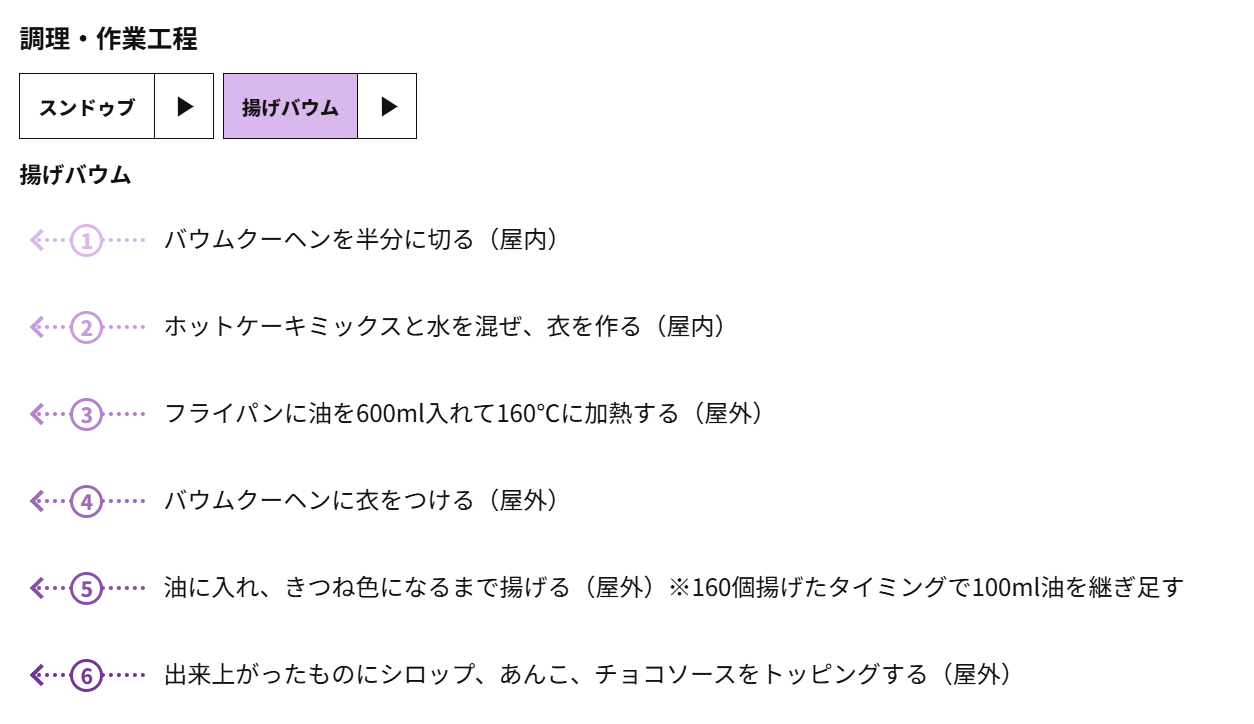 調理・作業工程
スンドゥブ ▶ 揚げバウム ▶
揚げバウム
1 バウムクーヘンを半分に切る（屋内）
2 ホットケーキミックスと水を混ぜ、衣を作る（屋内）
3 フライパンに油を600ml入れて160℃に加熱する（屋外）
4 バウムクーヘンに衣をつける（屋外）
5 油に入れ、きつね色になるまで揚げる（屋外）※160個揚げたタイミングで100ml油を継ぎ足す
6 出来上がったものにシロップ、あんこ、チョコソースをトッピングする（屋外）